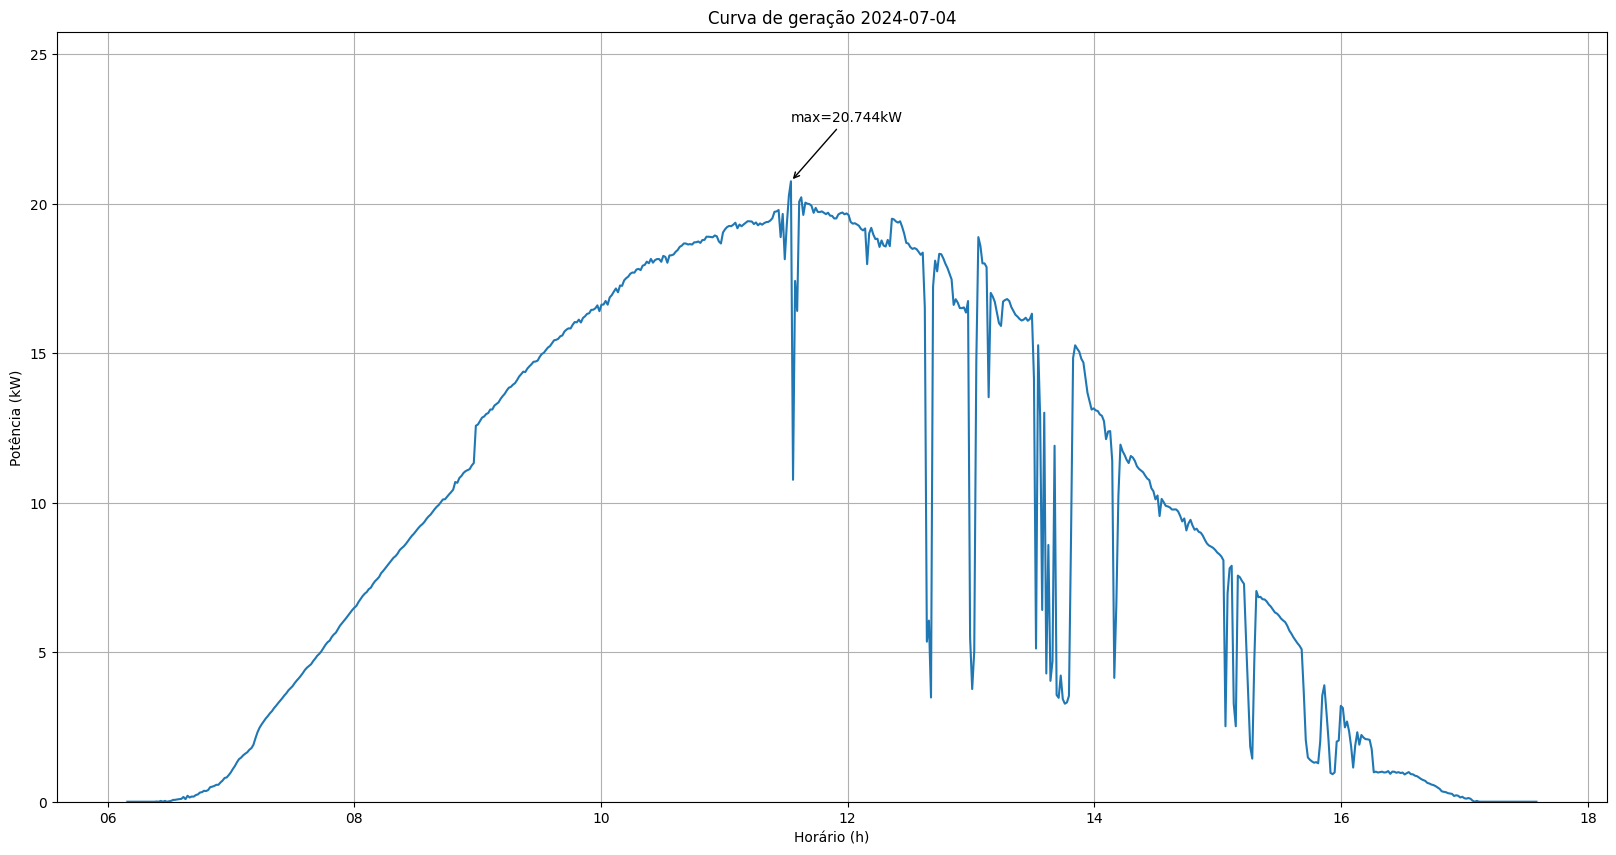 Curva de geração 2024-07-04
25
max=20.744kW
20
15
Potência (kW)
10
5
0
06 08 10 12 14 16 18
Horário (h)